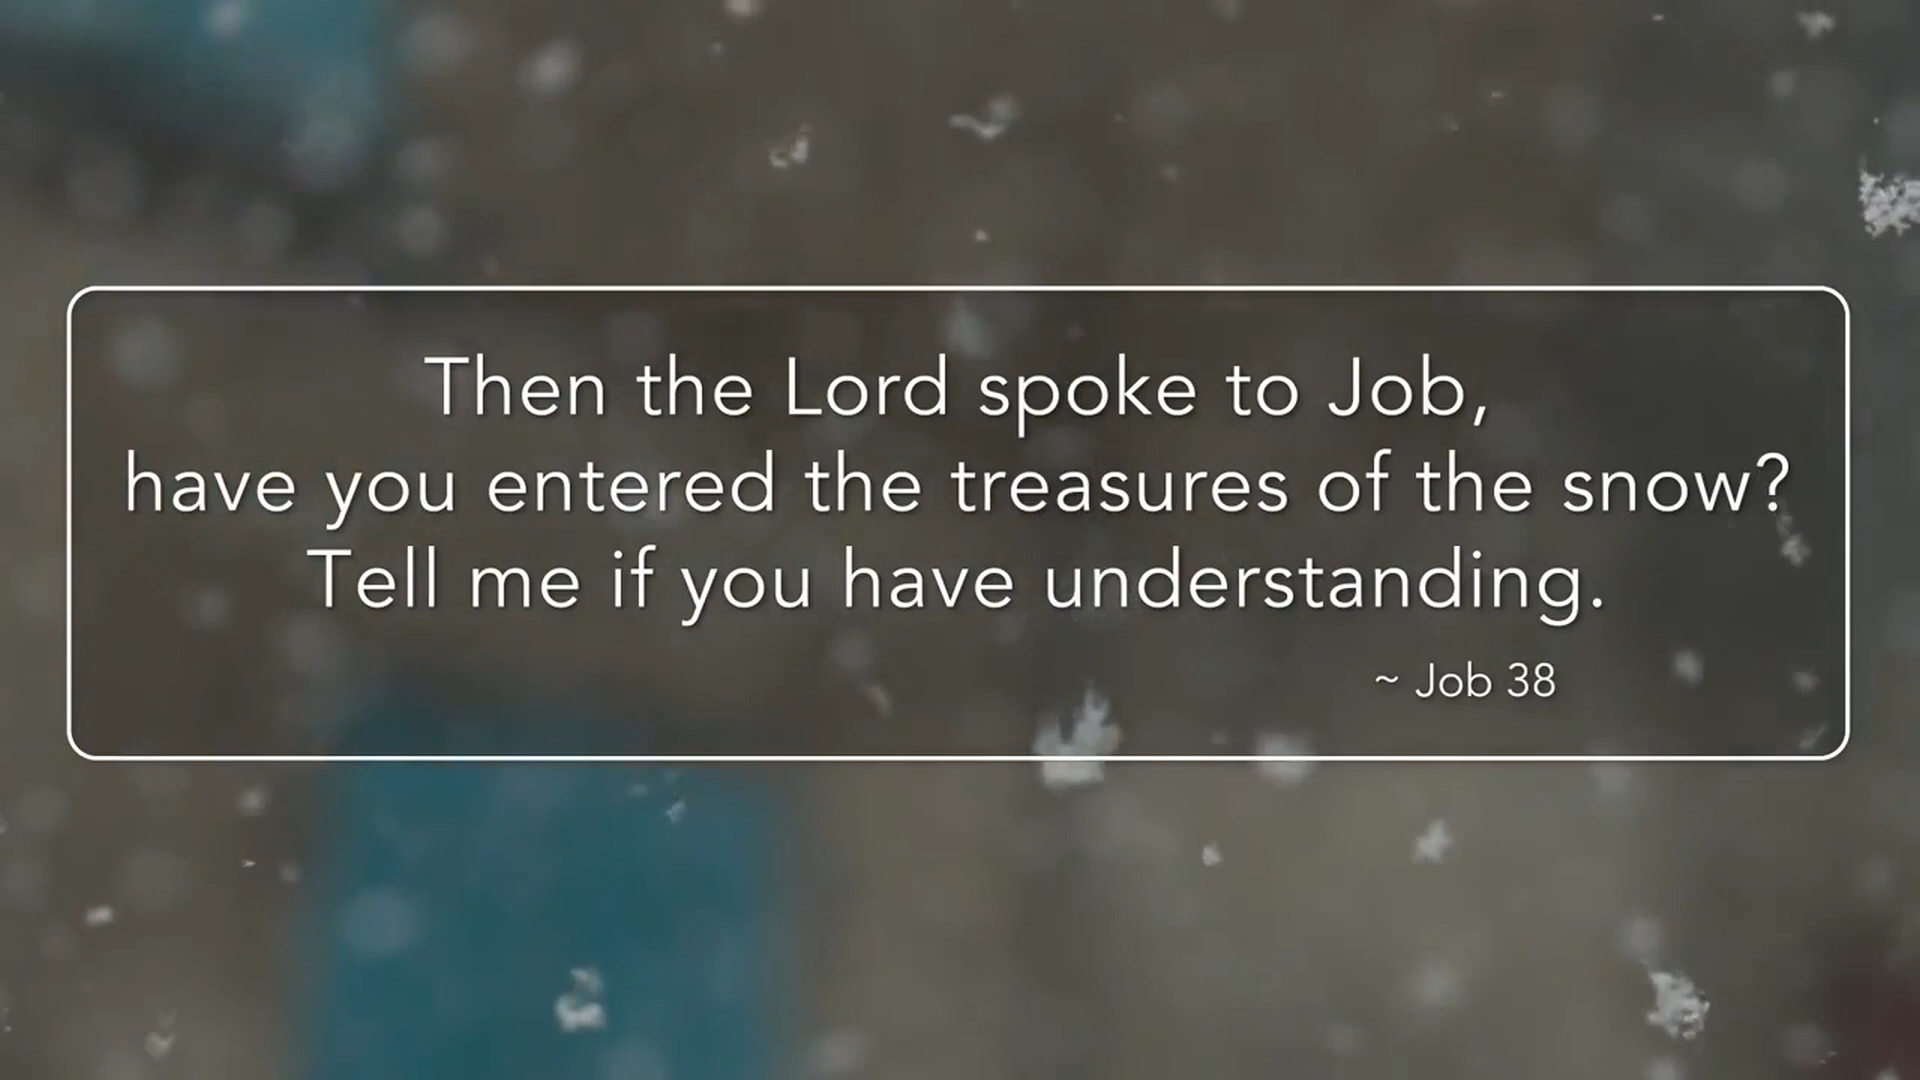 Then the Lord spoke to Job,
have you entered the treasures of the snow?
Tell me if you have understanding.
~ Job 38